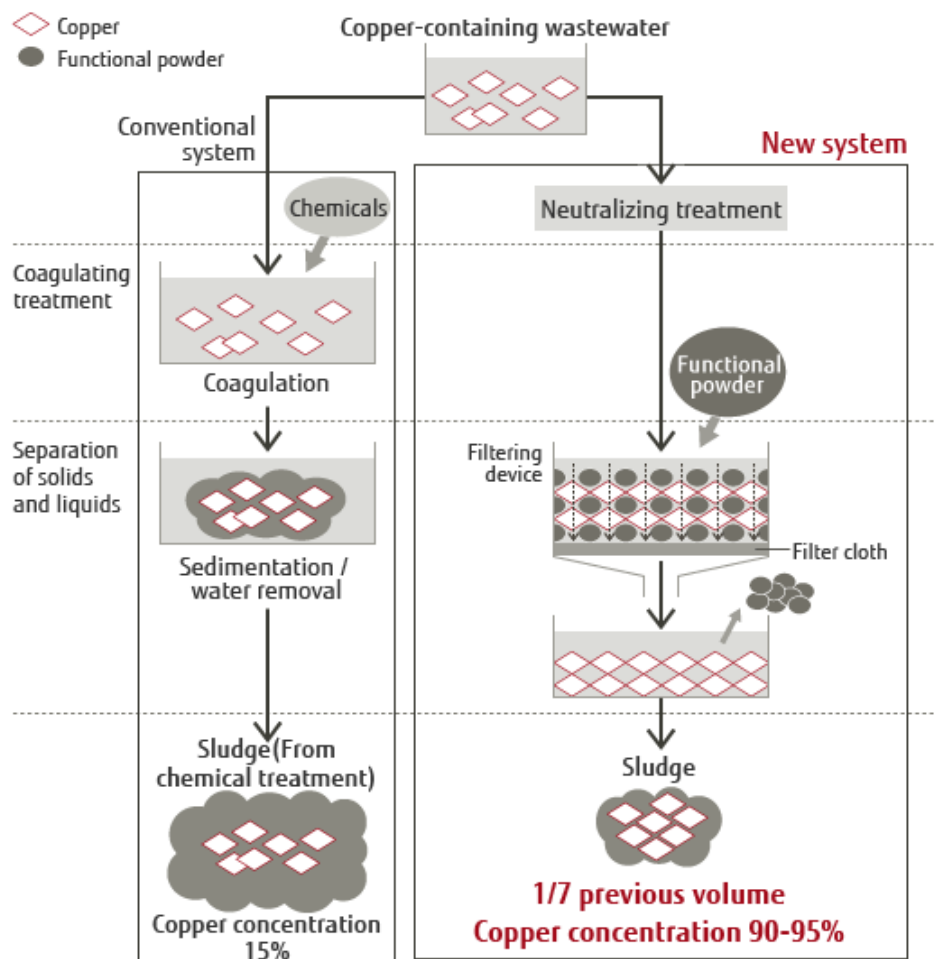 Copper
Functional powder
Copper-containing wastewater
Conventional
system
New system
Chemicals
Neutralizing treatment
Coagulating
treatment
Coagulation
Functional
powder
Separation
of solids
and liquids
Filtering
device
Filter cloth
Sedimentation /
water removal
Sludge(From
chemical treatment)
Copper concentration
15%
Sludge
1/7 previous volume
Copper concentration 90-95%